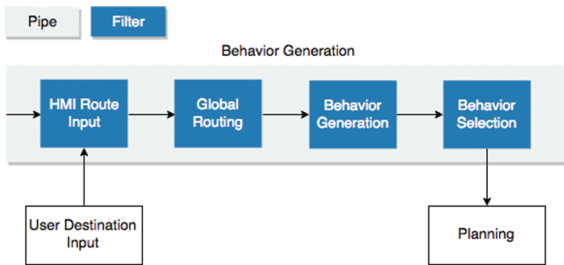 Pipe
Filter
Behavior Generation
HMI Route
Input
Global
Routing
Behavior
Generation
Behavior
Selection
User Destination
Input
Planning